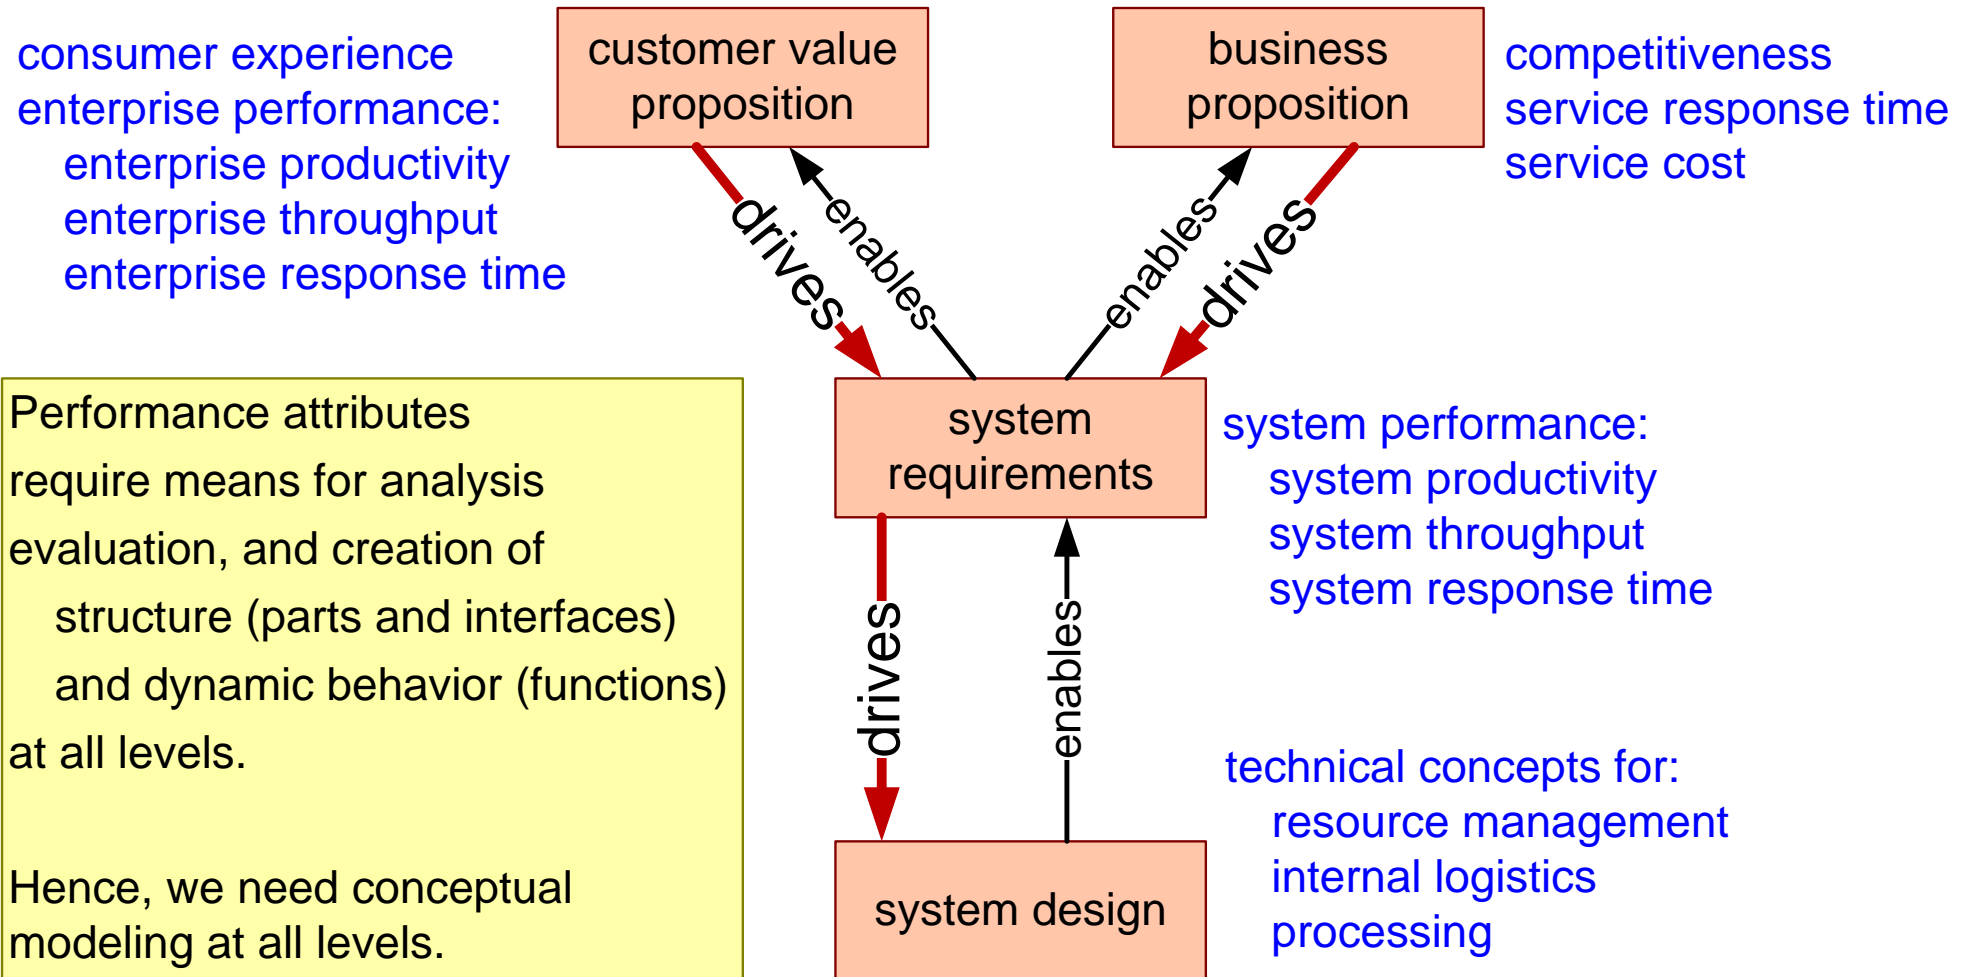 consumer experience
enterprise performance:
enterprise productivity
enterprise throughput
enterprise response time
customer value
proposition
business
proposition
competitiveness
service response time
service cost
drives
enables
enables
drives
Performance attributes
require means for analysis
evaluation, and creation of
structure (parts and interfaces)
and dynamic behavior (functions)
at all levels.
Hence, we need conceptual
modeling at all levels.
system
requirements
system performance:
system productivity
system throughput
system response time
drives
enables
system design
technical concepts for:
resource management
internal logistics
processing